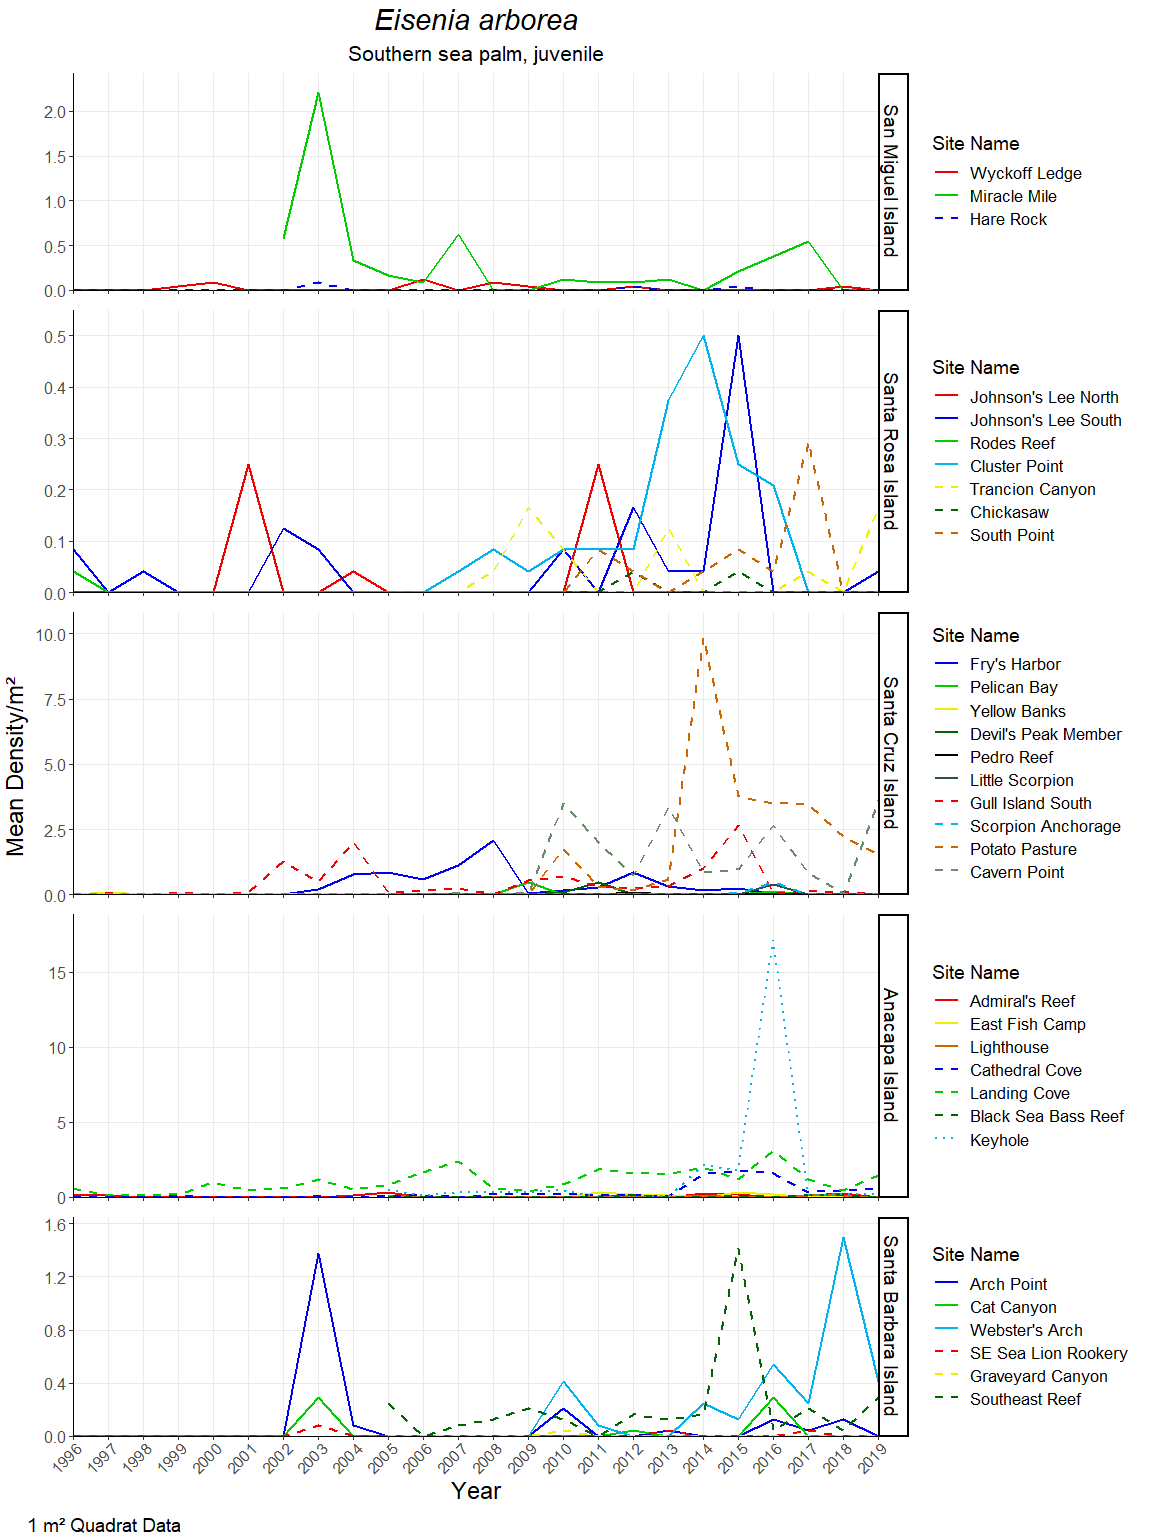 Eisenia arborea
Southern sea palm, juvenile
Mean Density/m²
2.0
1.5
1.0
0.5
0.0
San Miguel Island
Site Name
Wyckoff Ledge
Miracle Mile
Hare Rock
0.5
0.4
0.3
0.2
0.1
0.0
Santa Rosa Island
Site Name
Johnson's Lee North
Johnson's Lee South
Rodes Reef
Cluster Point
Trancion Canyon
Chickasaw
South Point
10.0
7.5
5.0
2.5
0.0
Santa Cruz Island
Site Name
Fry's Harbor
Pelican Bay
Yellow Banks
Devil's Peak Member
Pedro Reef
Little Scorpion
Gull Island South
Scorpion Anchorage
Potato Pasture
Cavern Point
15
10
5
0
Anacapa Island
Site Name
Admiral's Reef
East Fish Camp
Lighthouse
Cathedral Cove
Landing Cove
Black Sea Bass Reef
Keyhole
1.6
1.2
0.8
0.4
0.0
Santa Barbara Island
Site Name
Arch Point
Cat Canyon
Webster's Arch
SE Sea Lion Rookery
Graveyard Canyon
Southeast Reef
1996 1997 1998 1999 2000 2001 2002 2003 2004 2005 2006 2007 2008 2009 2010 2011 2012 2013 2014 2015 2016 2017 2018 2019
Year
1 m² Quadrat Data